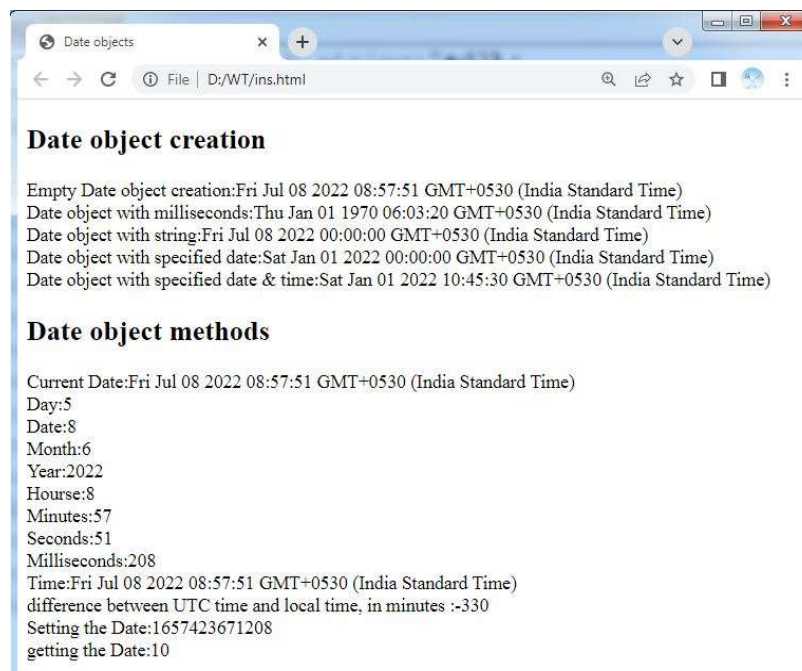 Date objects
File | D:/WT/ins.html
Date object creation
Empty Date object creation:Fri Jul 08 2022 08:57:51 GMT+0530 (India Standard Time)
Date object with milliseconds:Thu Jan 01 1970 06:03:20 GMT+0530 (India Standard Time)
Date object with string:Fri Jul 08 2022 00:00:00 GMT+0530 (India Standard Time)
Date object with specified date:Sat Jan 01 2022 00:00:00 GMT+0530 (India Standard Time)
Date object with specified date & time:Sat Jan 01 2022 10:45:30 GMT+0530 (India Standard Time)
Date object methods
Current Date:Fri Jul 08 2022 08:57:51 GMT+0530 (India Standard Time)
Day:5
Date:8
Month:6
Year:2022
Hourse:8
Minutes:57
Seconds:51
Milliseconds:208
Time:Fri Jul 08 2022 08:57:51 GMT+0530 (India Standard Time)
difference between UTC time and local time, in minutes :-330
Setting the Date:1657423671208
getting the Date:10